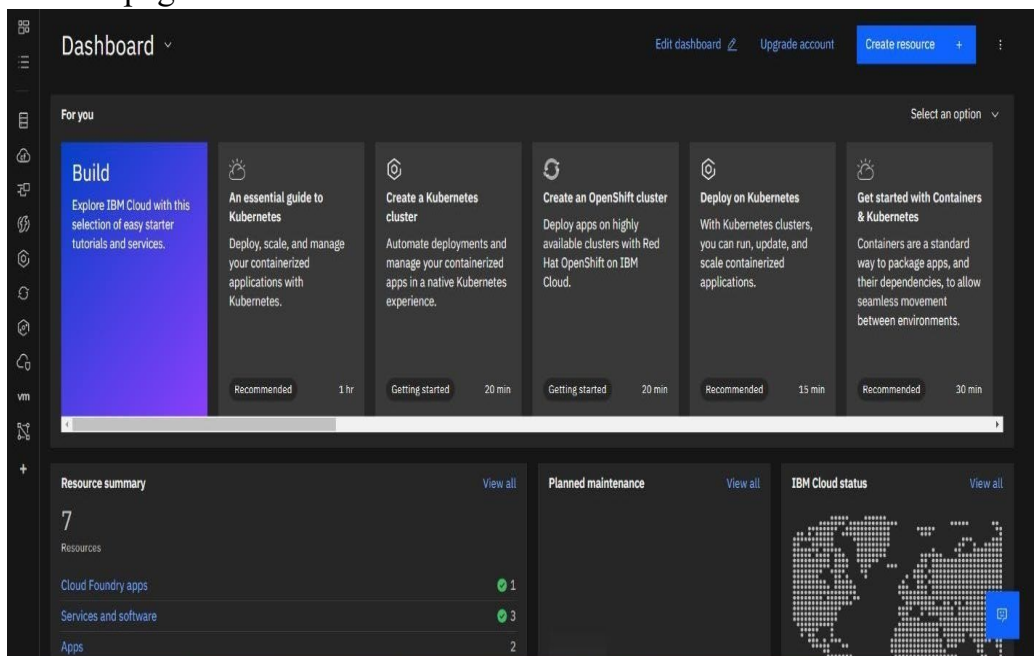 Dashboard
Edit dashboard
Upgrade account
Create resource +
For you
Select an option
Build
Explore IBM Cloud with this
selection of easy starter
tutorials and services.
An essential guide to
Kubernetes
Deploy, scale, and manage
your containerized
applications with
Kubernetes.
Recommended
1 hr
Create a Kubernetes
cluster
Automate deployments and
manage your containerized
apps in a native Kubernetes
experience.
Getting started
20 min
Create an OpenShift cluster
Deploy apps on highly
available clusters with Red
Hat OpenShift on IBM
Cloud.
Getting started
20 min
Deploy on Kubernetes
With Kubernetes clusters,
you can run, update, and
scale containerized
applications.
Recommended
15 min
Get started with Containers
& Kubernetes
Containers are a standard
way to package apps, and
their dependencies, to allow
seamless movement
between environments.
Recommended
30 min
vm
Resource summary
View all
7
Resources
Cloud Foundry apps
1
Services and software
3
Apps
2
Planned maintenance
View all
IBM Cloud status
View all